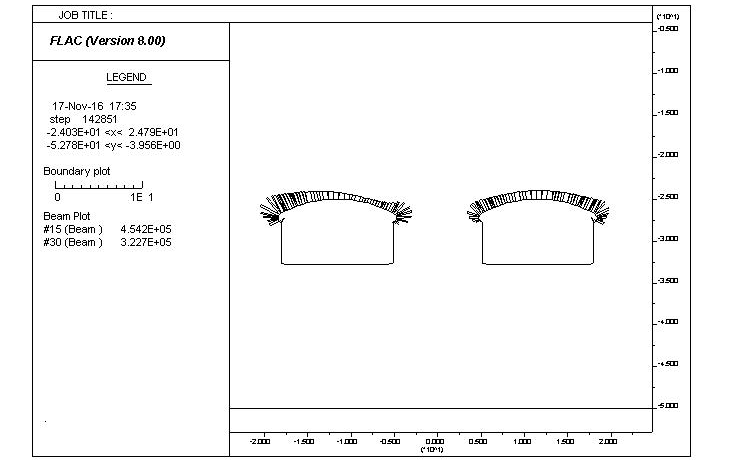 JOB TITLE :
FLAC (Version 8.00)
LEGEND
17-Nov-16 17:35
step 142851
-2.403E+01 <x< 2.479E+01
-5.278E+01 <y< -3.956E+00
Boundary plot
0 1E 1
Beam Plot
#15 (Beam ) 4.542E+05
#30 (Beam ) 3.227E+05
(*10^1)
-0.500
-1.000
-1.500
-2.000
-2.500
-3.000
-3.500
-4.000
-4.500
-5.000
-2.000 -1.500 -1.000 -0.500 0.000 0.500 1.000 1.500 2.000
(*10^1)